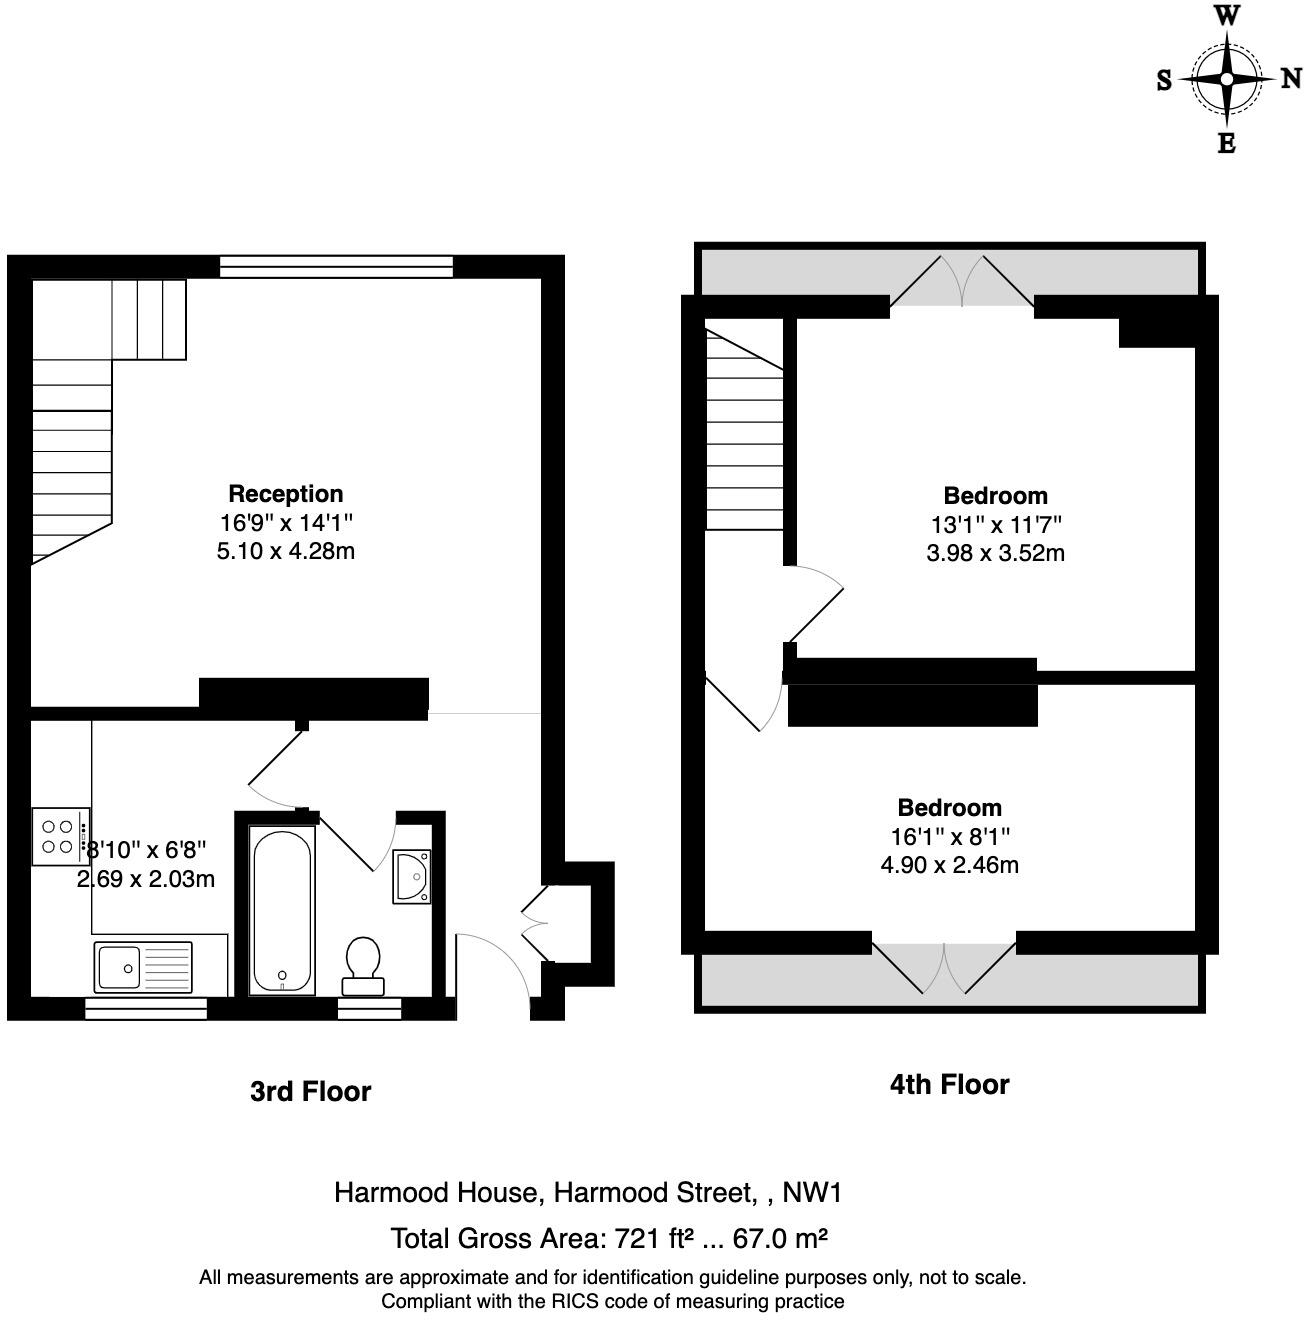 W
S N
E
Reception
16'9" x 14'1"
5.10 x 4.28m
8'10" x 6'8"
2.69 x 2.03m
3rd Floor
Bedroom
13'1" x 11'7"
3.98 x 3.52m
Bedroom
16'1" x 8'1"
4.90 x 2.46m
4th Floor
Harmood House, Harmood Street, , NW1
Total Gross Area: 721 ft² ... 67.0 m²
All measurements are approximate and for identification guideline purposes only, not to scale.
Compliant with the RICS code of measuring practice